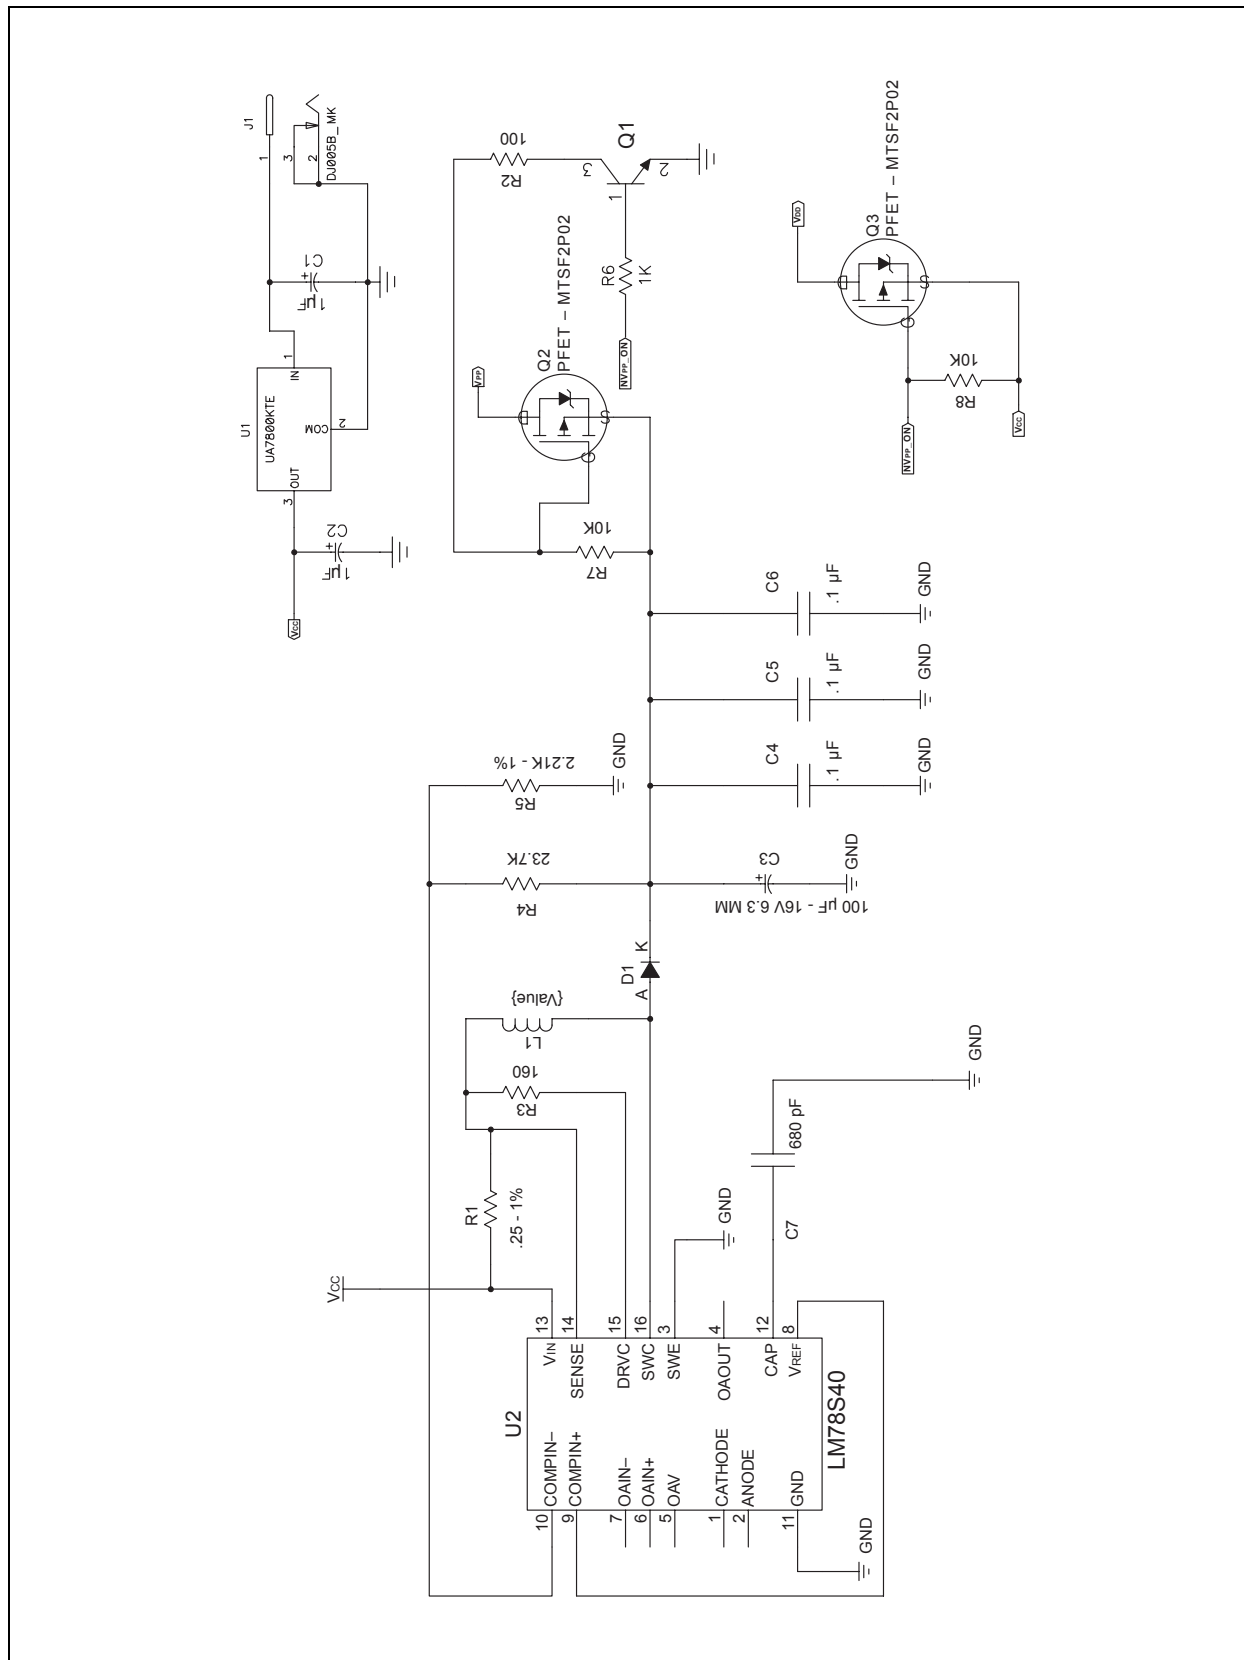 J1
1
3
2
DJ005B_MK
C1
+
1µF
U1
UA7800KTE
IN
1
COM
2
OUT
3
C2
+
1µF
Vcc
100
R2
3
Q1
1
2
R6
1K
NVPP_ON
Q2
PFET – MTSF2P02
VPP
D
S
G
10K
R7
VDD
Q3
PFET – MTSF2P02
D
S
G
10K
R8
NVPP_ON
Vcc
C6
.1 µF
GND
C5
.1 µF
GND
C4
.1 µF
GND
2.21K - 1%
R5
GND
23.7K
R4
C3
+
100 µF - 16V 6.3 MM
GND
D1
A
K
{Value}
L1
160
R3
R1
.25 - 1%
Vcc
680 pF
C7
GND
GND
U2
LM78S40
VIN 13
SENSE 14
DRVC 15
SWC 16
SWE 3
OAOUT 4
CAP 12
VREF 8
10 COMPIN–
9 COMPIN+
7 OAIN–
6 OAIN+
5 OAV
1 CATHODE
2 ANODE
11 GND
GND